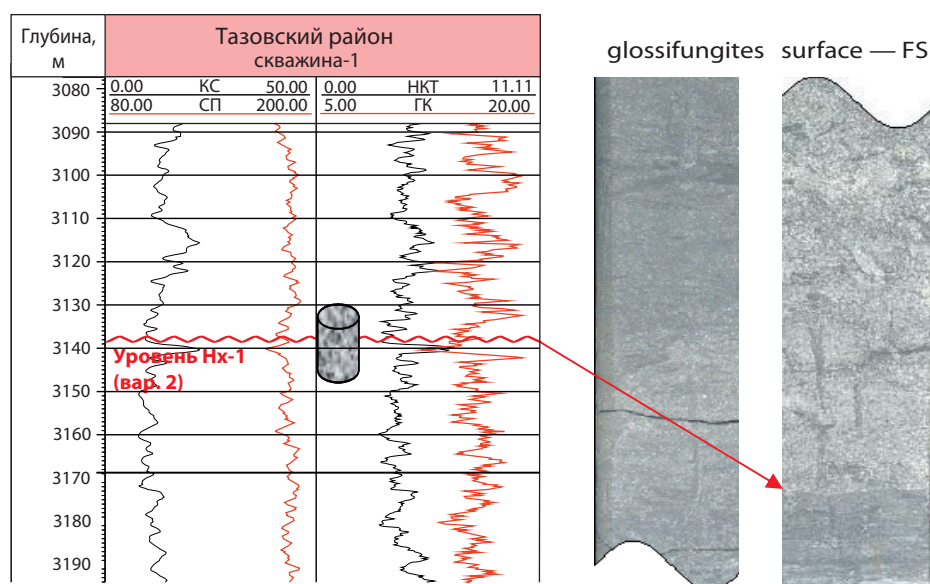 Глубина,
м
Тазовский район
скважина-1
0.00 КС 50.00 0.00 НКТ 11.11
80.00 СП 200.00 5.00 ГК 20.00
3080
3090
3100
3110
3120
3130
3140
3150
3160
3170
3180
3190
Уровень Нх-1
(вар. 2)
glossifungites surface — FS